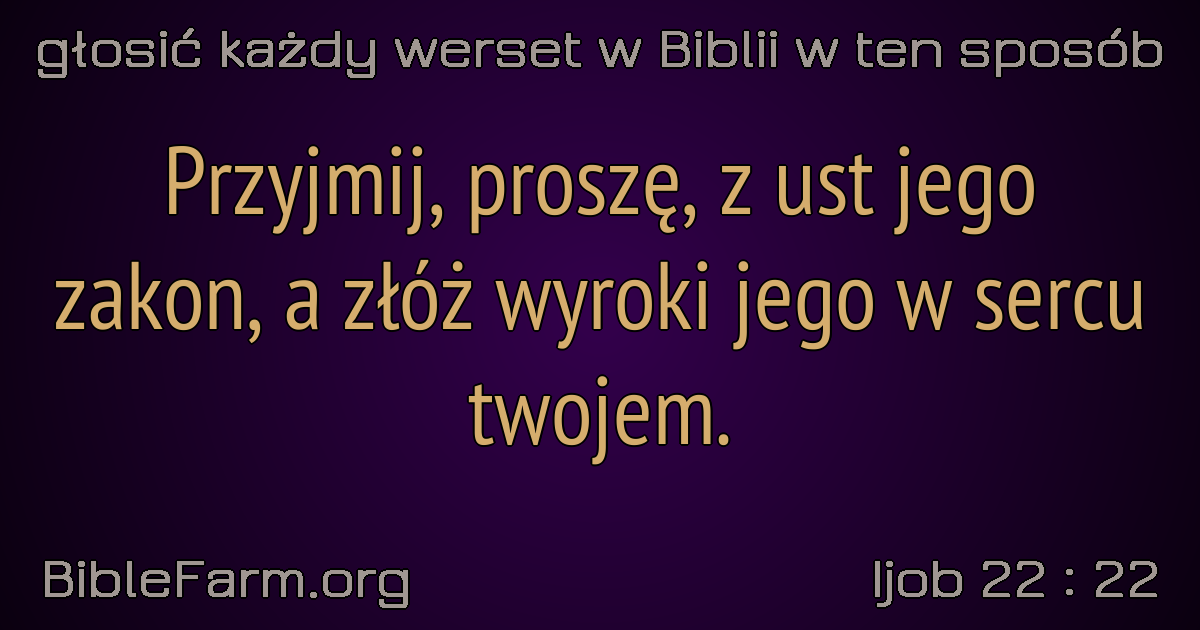 głosić każdy werset w Biblii w ten sposób
Przyjmij, proszę, z ust jego
zakon, a złóż wyroki jego w sercu
twojem.
BibleFarm.org
Ijob 22 : 22